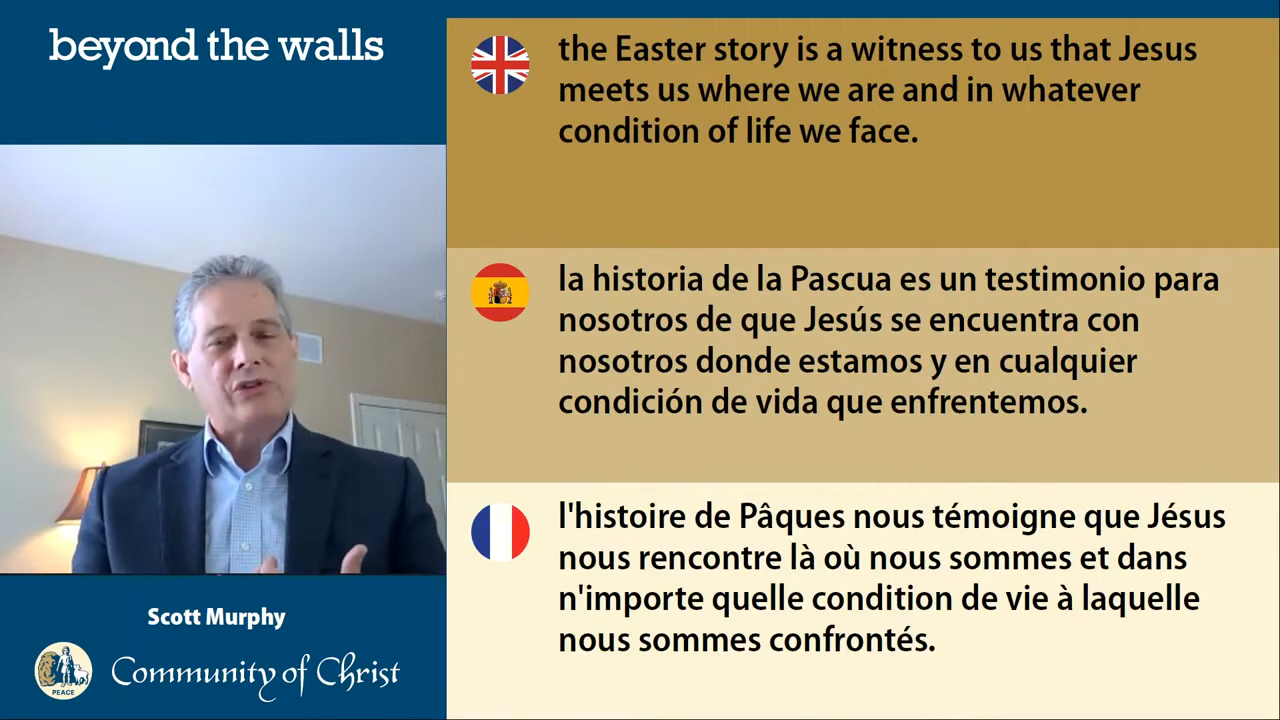 beyond the walls
the Easter story is a witness to us that Jesus
meets us where we are and in whatever
condition of life we face.
la historia de la Pascua es un testimonio para
nosotros de que Jesús se encuentra con
nosotros donde estamos y en cualquier
condición de vida que enfrentemos.
l'histoire de Pâques nous témoigne que Jésus
nous rencontre là où nous sommes et dans
n'importe quelle condition de vie à laquelle
nous sommes confrontés.
Scott Murphy
PEACE
Community of Christ